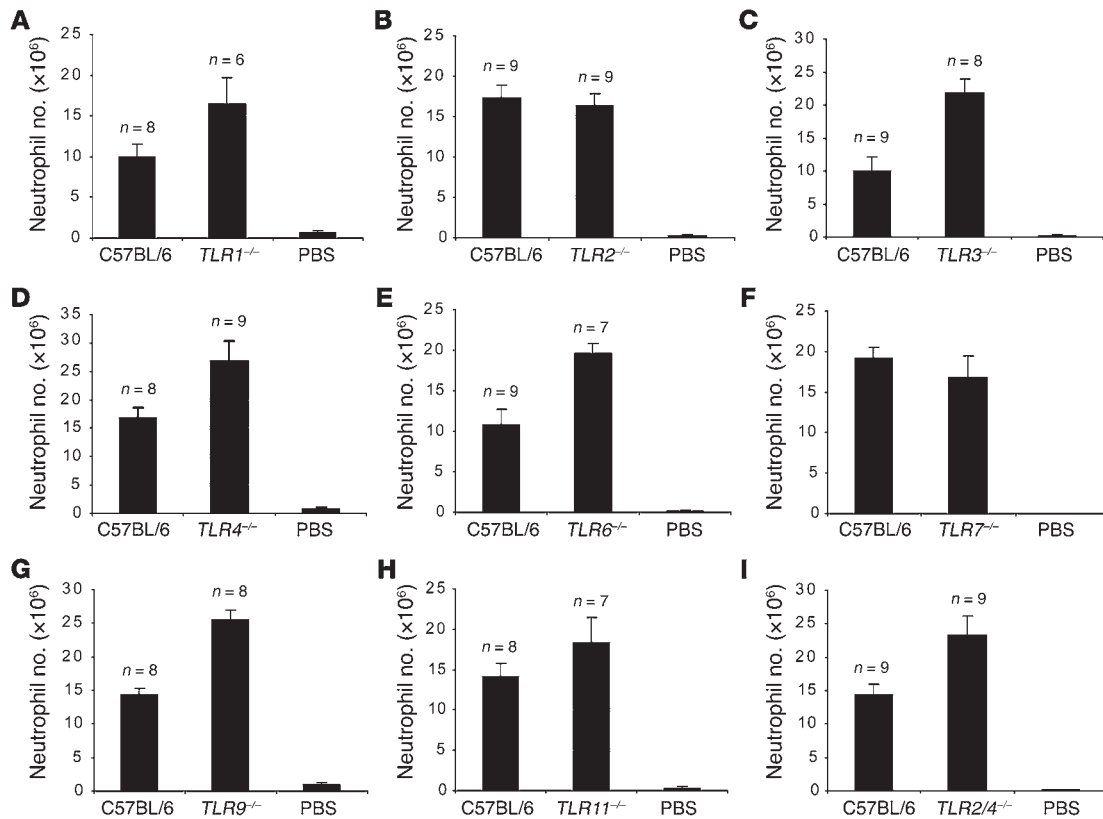 A
Neutrophil no. (×10⁶)
25
20
15
10
5
0
n = 8
n = 6
C57BL/6 TLR1⁻/⁻ PBS
B
Neutrophil no. (×10⁶)
25
20
15
10
5
0
n = 9
n = 9
C57BL/6 TLR2⁻/⁻ PBS
C
Neutrophil no. (×10⁶)
30
25
20
15
10
5
0
n = 9
n = 8
C57BL/6 TLR3⁻/⁻ PBS
D
Neutrophil no. (×10⁶)
35
30
25
20
15
10
5
0
n = 8
n = 9
C57BL/6 TLR4⁻/⁻ PBS
E
Neutrophil no. (×10⁶)
25
20
15
10
5
0
n = 9
n = 7
C57BL/6 TLR6⁻/⁻ PBS
F
Neutrophil no. (×10⁶)
25
20
15
10
5
0
C57BL/6 TLR7⁻/⁻ PBS
G
Neutrophil no. (×10⁶)
30
25
20
15
10
5
0
n = 8
n = 8
C57BL/6 TLR9⁻/⁻ PBS
H
Neutrophil no. (×10⁶)
25
20
15
10
5
0
n = 8
n = 7
C57BL/6 TLR11⁻/⁻ PBS
I
Neutrophil no. (×10⁶)
30
25
20
15
10
5
0
n = 9
n = 9
C57BL/6 TLR2/4⁻/⁻ PBS